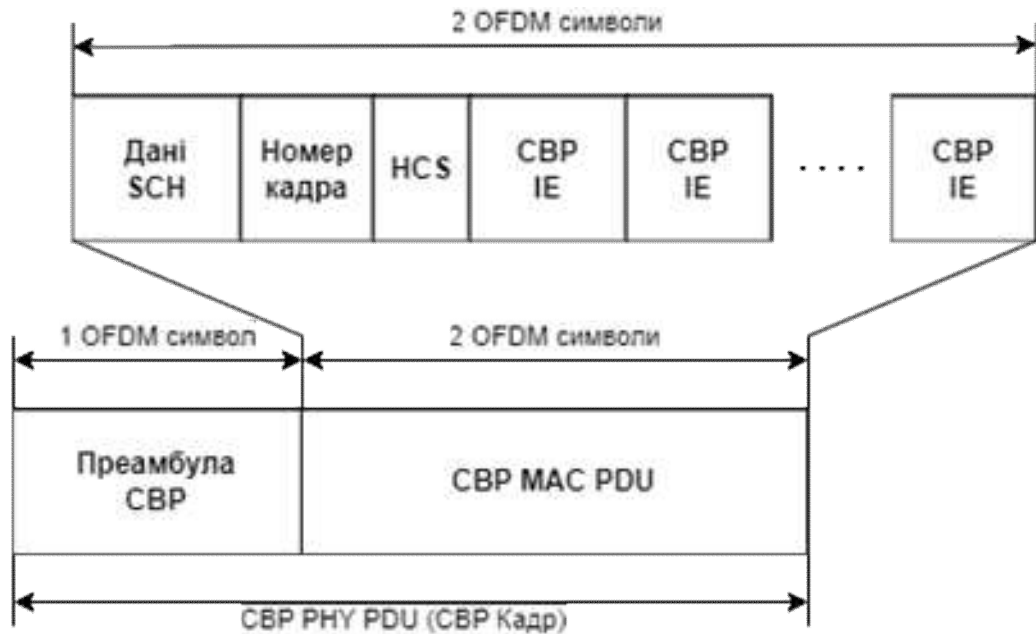 2 OFDM символи
Дані
SCH
Номер
кадра
HCS
CBP
IE
CBP
IE
. . . .
CBP
IE
1 OFDM символ
2 OFDM символи
Преамбула
CBP
CBP MAC PDU
CBP PHY PDU (CBP Кадр)